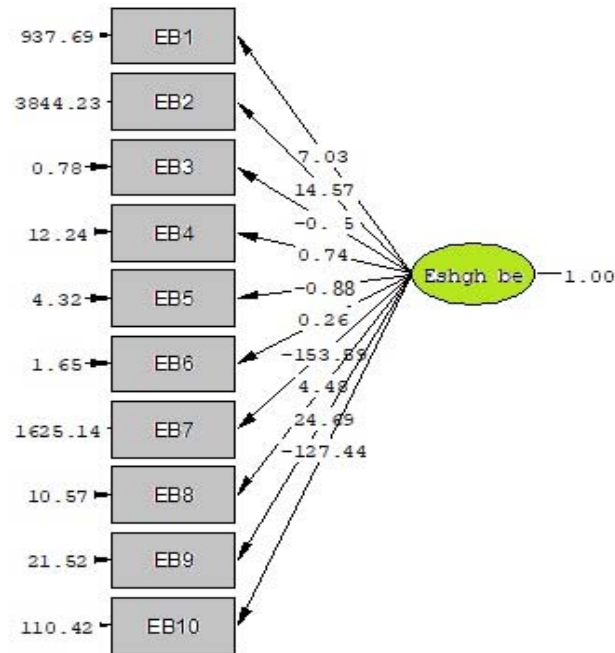 937.69 EB1
3844.23 EB2
0.78 EB3
12.24 EB4
4.32 EB5
1.65 EB6
1625.14 EB7
10.57 EB8
21.52 EB9
110.42 EB10
7.03
14.57
0.74
-0.88
0.26
4.48
24.69
-127.44
Eshgh be
1.00